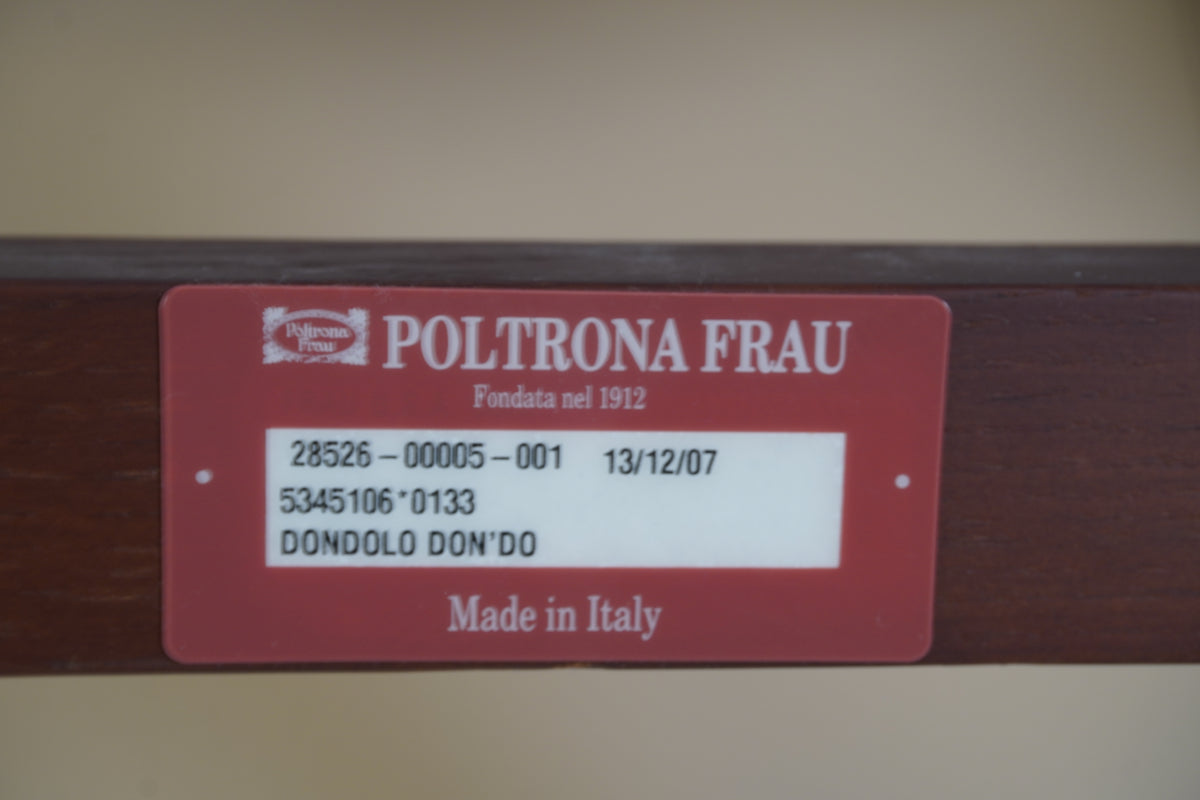 Poltrona
Frau
POLTRONA FRAU
Fondata nel 1912
28526-00005-001 13/12/07
5345106*0133
DONDOLO DON'DO
Made in Italy